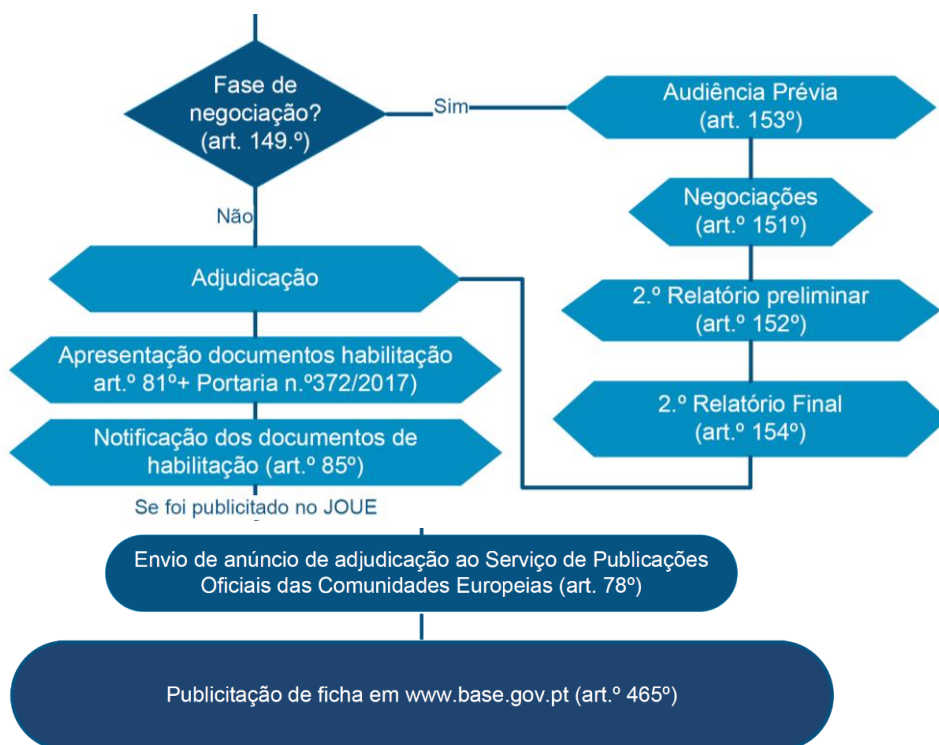 Fase de
negociação?
(art. 149.º)
Sim
Audiência Prévia
(art. 153º)
Negociações
(art.º 151º)
2.º Relatório preliminar
(art.º 152º)
2.º Relatório Final
(art.º 154º)
Não
Adjudicação
Apresentação documentos habilitação
art.º 81º+ Portaria n.º372/2017)
Notificação dos documentos de
habilitação (art.º 85º)
Se foi publicitado no JOUE
Envio de anúncio de adjudicação ao Serviço de Publicações
Oficiais das Comunidades Europeias (art. 78º)
Publicitação de ficha em www.base.gov.pt (art.º 465º)